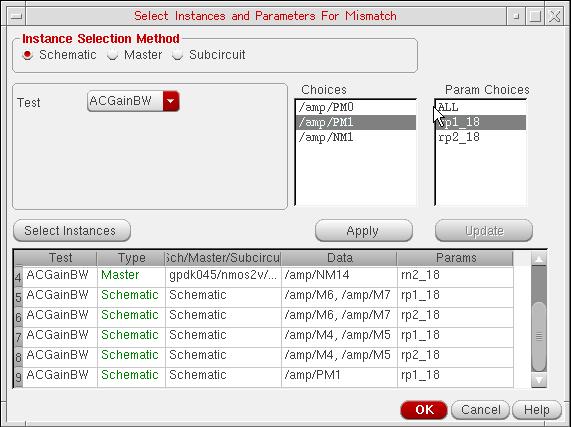 Select Instances and Parameters For Mismatch
Instance Selection Method
Schematic Master Subcircuit
Choices Param Choices
Test ACGainBW
/amp/PM0 ALL
/amp/PM1 rp1_18
/amp/NM1 rp2_18
Select Instances Apply Update
Test Type Sch/Master/Subcircu Data Params
4 ACGainBW Master gpdk045/nmos2v/... /amp/NM14 rn2_18
5 ACGainBW Schematic Schematic /amp/M6, /amp/M7 rp1_18
6 ACGainBW Schematic Schematic /amp/M6, /amp/M7 rp2_18
7 ACGainBW Schematic Schematic /amp/M4, /amp/M5 rp1_18
8 ACGainBW Schematic Schematic /amp/M4, /amp/M5 rp2_18
9 ACGainBW Schematic Schematic /amp/PM1 rp1_18
OK Cancel Help